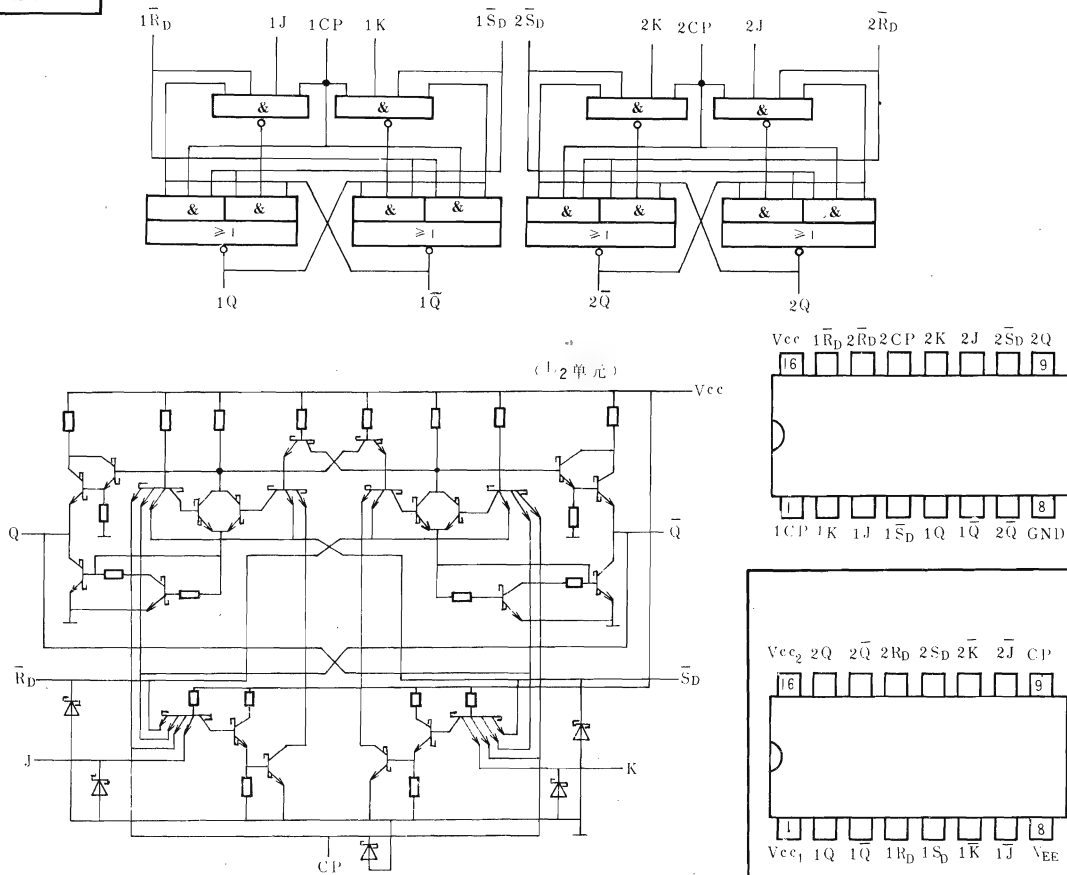 1R̄D 1J 1CP 1K 1S̄D 2S̄D 2K 2CP 2J 2R̄D
& & & &
& & & & & & & &
≥1 ≥1 ≥1 ≥1
1Q 1Q̄ 2Q̄ 2Q
单元)
Vcc
Q Q̄
R̄D S̄D
J K
CP
Vcc 1R̄D 2R̄D 2CP 2K 2J 2S̄D 2Q
16 9
1 8
1CP 1K 1J 1S̄D 1Q 1Q̄ 2Q̄ GND
Vcc2 2Q 2Q̄ 2RD 2SD 2K̄ 2J̄ CP
16 9
1 8
Vcc1 1Q 1Q̄ 1RD 1SD 1K̄ 1J̄ VEE